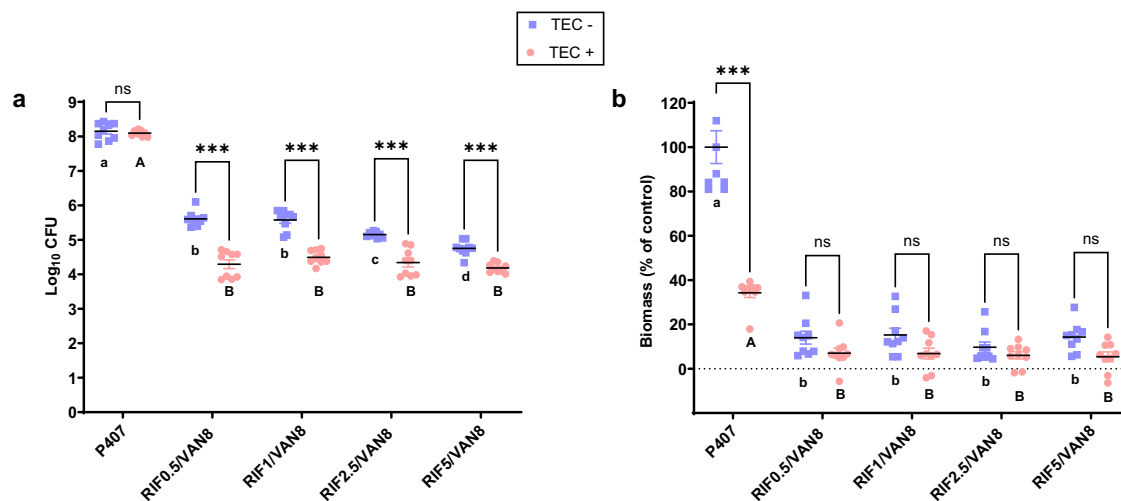 TEC -
TEC +
a
Log₁₀ CFU
9
8
7
6
5
4
3
2
1
0
ns
***
***
***
***
a
A
b
B
b
B
c
B
d
B
P407
RIF0.5/VAN8
RIF1/VAN8
RIF2.5/VAN8
RIF5/VAN8
b
Biomass (% of control)
120
100
80
60
40
20
0
***
ns
ns
ns
ns
a
A
b
B
b
B
b
B
b
B
P407
RIF0.5/VAN8
RIF1/VAN8
RIF2.5/VAN8
RIF5/VAN8